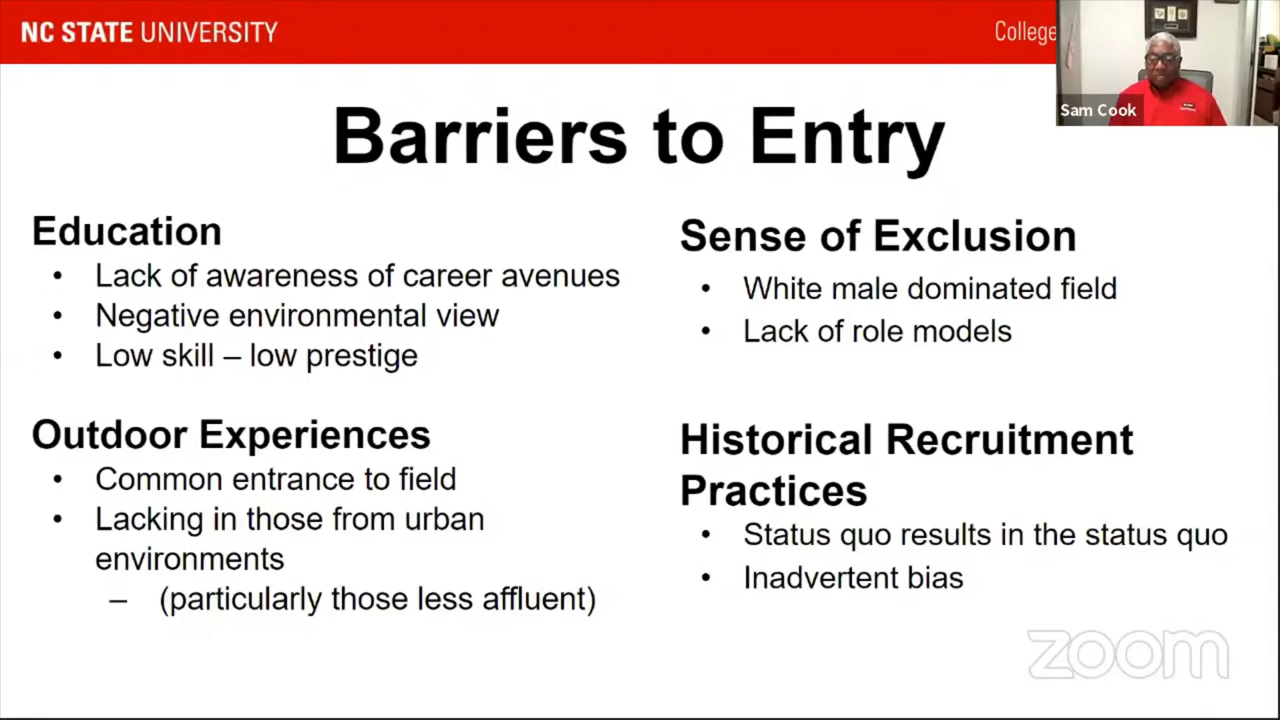 NC STATE UNIVERSITY
College
Sam Cook
Barriers to Entry
Education
• Lack of awareness of career avenues
• Negative environmental view
• Low skill – low prestige
Outdoor Experiences
• Common entrance to field
• Lacking in those from urban
environments
– (particularly those less affluent)
Sense of Exclusion
• White male dominated field
• Lack of role models
Historical Recruitment
Practices
• Status quo results in the status quo
• Inadvertent bias
zoom